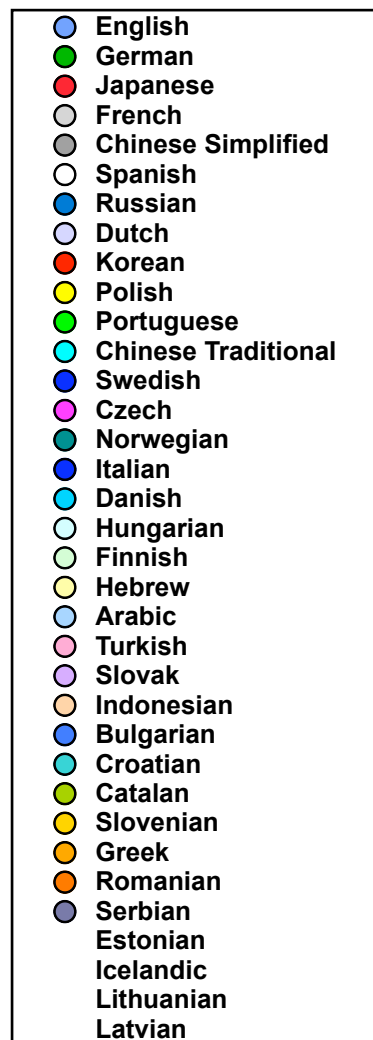 English
German
Japanese
French
Chinese Simplified
Spanish
Russian
Dutch
Korean
Polish
Portuguese
Chinese Traditional
Swedish
Czech
Norwegian
Italian
Danish
Hungarian
Finnish
Hebrew
Arabic
Turkish
Slovak
Indonesian
Bulgarian
Croatian
Catalan
Slovenian
Greek
Romanian
Serbian
Estonian
Icelandic
Lithuanian
Latvian